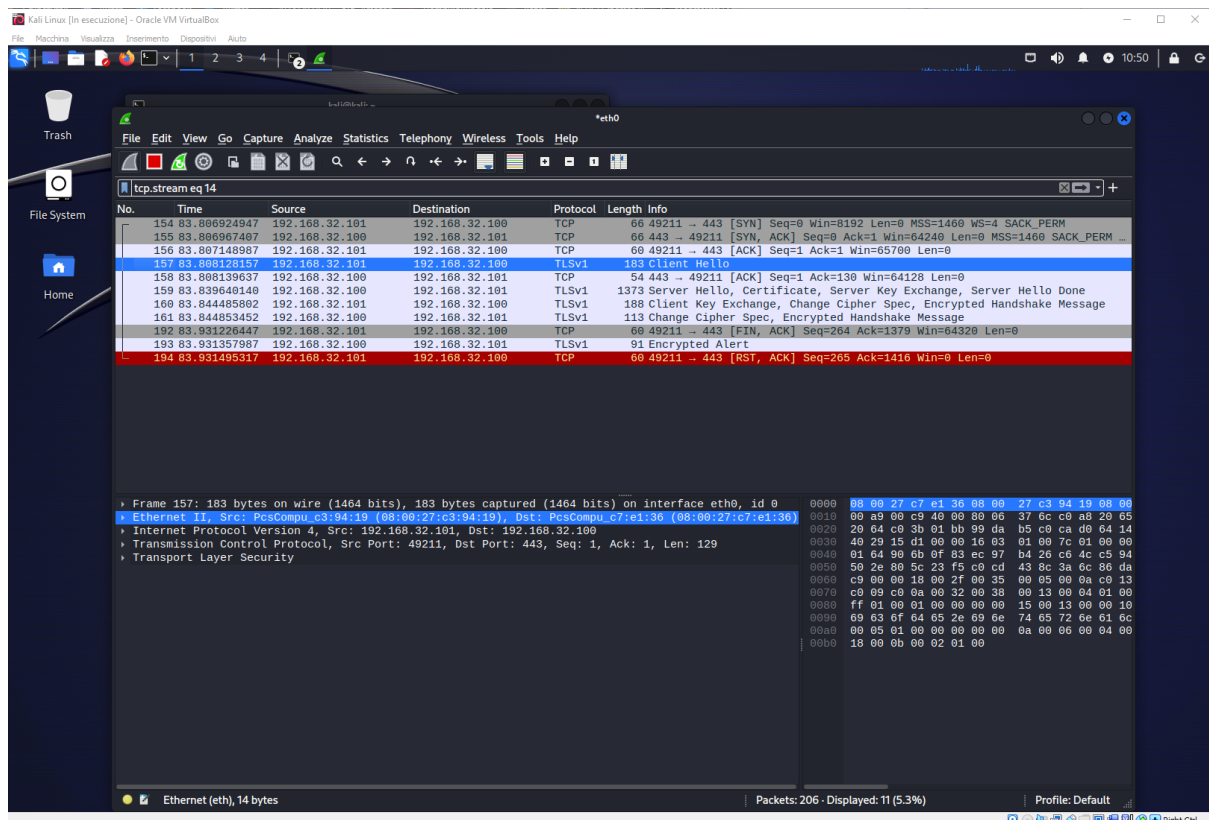 Kali Linux [In esecuzione] - Oracle VM VirtualBox
File Macchina Visualizza Inserimento Dispositivi Aiuto
1 2 3 4 2 10:50
kali@kali: ~
*eth0
Trash
File Edit View Go Capture Analyze Statistics Telephony Wireless Tools Help
tcp.stream eq 14
File System
No. Time Source Destination Protocol Length Info
154 83.806924947 192.168.32.101 192.168.32.100 TCP 66 49211 → 443 [SYN] Seq=0 Win=8192 Len=0 MSS=1460 WS=4 SACK_PERM
155 83.806967407 192.168.32.100 192.168.32.101 TCP 66 443 → 49211 [SYN, ACK] Seq=0 Ack=1 Win=64240 Len=0 MSS=1460 SACK_PERM …
156 83.807148987 192.168.32.101 192.168.32.100 TCP 60 49211 → 443 [ACK] Seq=1 Ack=1 Win=65700 Len=0
157 83.808128157 192.168.32.101 192.168.32.100 TLSv1 183 Client Hello
158 83.808139637 192.168.32.100 192.168.32.101 TCP 54 443 → 49211 [ACK] Seq=1 Ack=130 Win=64128 Len=0
159 83.839640140 192.168.32.100 192.168.32.101 TLSv1 1373 Server Hello, Certificate, Server Key Exchange, Server Hello Done
160 83.844485802 192.168.32.101 192.168.32.100 TLSv1 188 Client Key Exchange, Change Cipher Spec, Encrypted Handshake Message
161 83.844853452 192.168.32.100 192.168.32.101 TLSv1 113 Change Cipher Spec, Encrypted Handshake Message
192 83.931226447 192.168.32.101 192.168.32.100 TCP 60 49211 → 443 [FIN, ACK] Seq=264 Ack=1379 Win=64320 Len=0
193 83.931357987 192.168.32.100 192.168.32.101 TLSv1 91 Encrypted Alert
194 83.931495317 192.168.32.101 192.168.32.100 TCP 60 49211 → 443 [RST, ACK] Seq=265 Ack=1416 Win=0 Len=0
Home
Frame 157: 183 bytes on wire (1464 bits), 183 bytes captured (1464 bits) on interface eth0, id 0
Ethernet II, Src: PcsCompu_c3:94:19 (08:00:27:c3:94:19), Dst: PcsCompu_c7:e1:36 (08:00:27:c7:e1:36)
Internet Protocol Version 4, Src: 192.168.32.101, Dst: 192.168.32.100
Transmission Control Protocol, Src Port: 49211, Dst Port: 443, Seq: 1, Ack: 1, Len: 129
Transport Layer Security
0000 08 00 27 c7 e1 36 08 00 27 c3 94 19 08 00
0010 00 a9 00 c9 40 00 80 06 37 6c c0 a8 20 65
0020 20 64 c0 3b 01 bb 99 da b5 c0 ca d0 64 14
0030 40 29 15 d1 00 00 16 03 01 00 7c 01 00 00
0040 01 64 90 6b 0f 83 ec 97 b4 26 c6 4c c5 94
0050 50 2e 80 5c 23 f5 c0 cd 43 8c 3a 6c 86 da
0060 c9 00 00 18 00 2f 00 35 00 05 00 0a c0 13
0070 c0 09 c0 0a 00 32 00 38 00 13 00 04 01 00
0080 ff 01 00 01 00 00 00 00 15 00 13 00 00 10
0090 69 63 6f 64 65 2e 69 6e 74 65 72 6e 61 6c
00a0 00 05 01 00 00 00 00 00 0a 00 06 00 04 00
00b0 18 00 0b 00 02 01 00
Ethernet (eth), 14 bytes Packets: 206 · Displayed: 11 (5.3%) Profile: Default
Right Ctrl